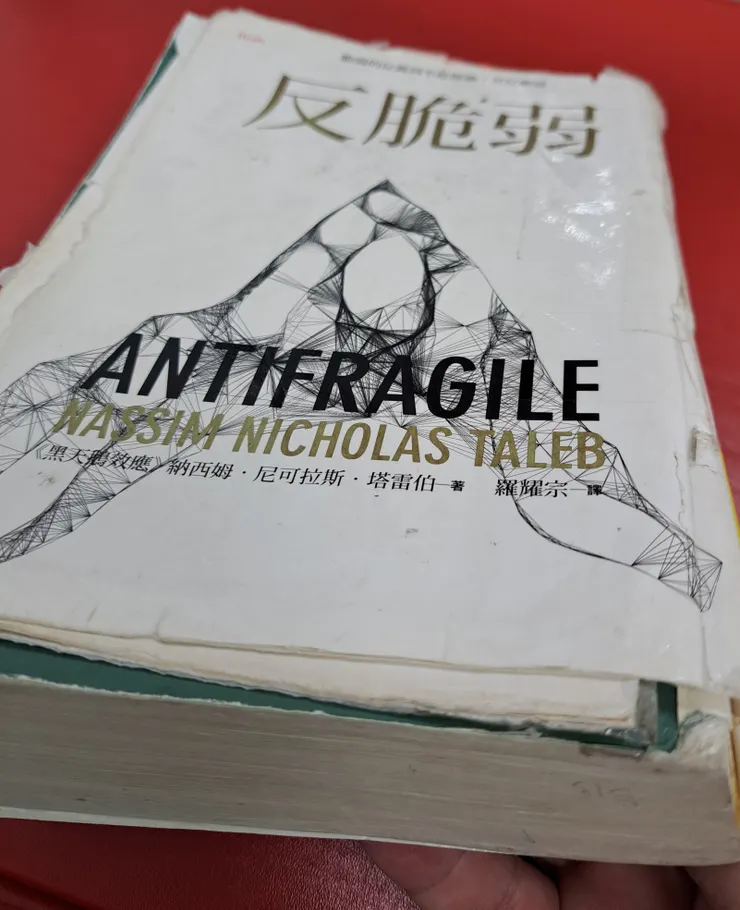 反脆弱
ANTIFRAGILE
NASSIM NICHOLAS TALEB
《黑天鵝效應》納西姆・尼可拉斯・塔雷伯—著 羅耀宗—譯